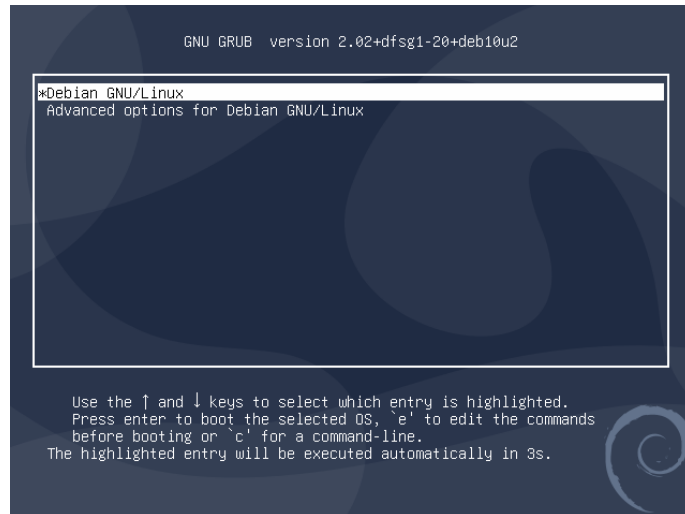 GNU GRUB  version 2.02+dfsg1-20+deb10u2
*Debian GNU/Linux
Advanced options for Debian GNU/Linux
Use the ↑ and ↓ keys to select which entry is highlighted.
Press enter to boot the selected OS, `e' to edit the commands
before booting or `c' for a command-line.
The highlighted entry will be executed automatically in 3s.